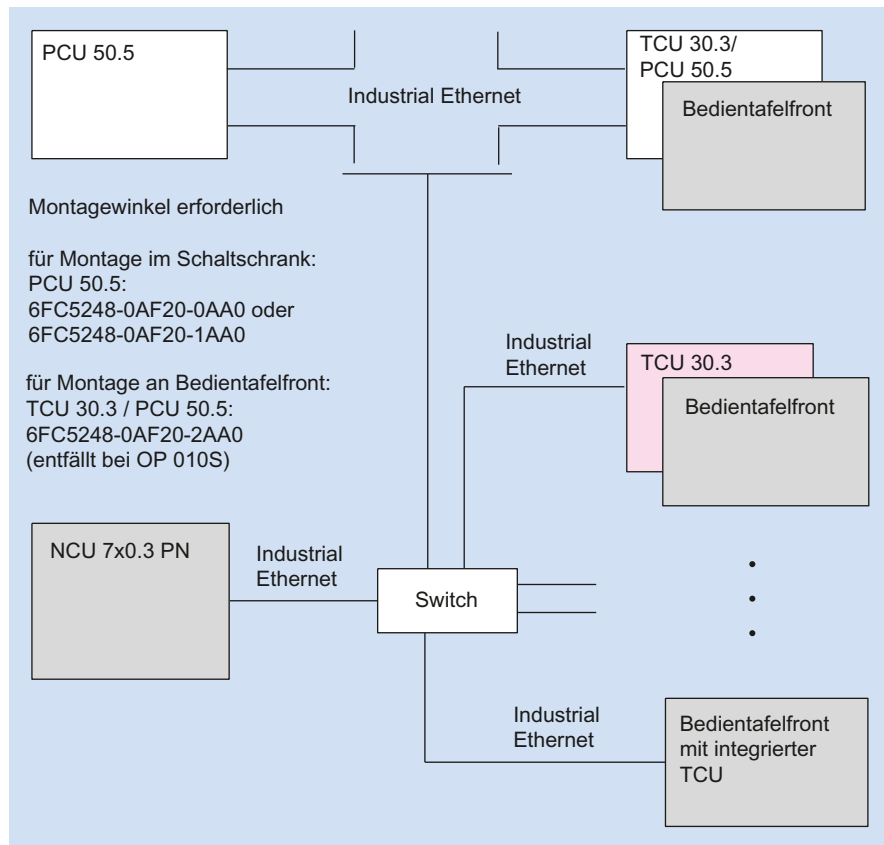 PCU 50.5
Industrial Ethernet
TCU 30.3/
PCU 50.5
Bedientafelfront
Montagewinkel erforderlich
für Montage im Schaltschrank:
PCU 50.5:
6FC5248-0AF20-0AA0 oder
6FC5248-0AF20-1AA0
für Montage an Bedientafelfront:
TCU 30.3 / PCU 50.5:
6FC5248-0AF20-2AA0
(entfällt bei OP 010S)
Industrial
Ethernet
TCU 30.3
Bedientafelfront
NCU 7x0.3 PN
Industrial
Ethernet
Switch
Industrial
Ethernet
Bedientafelfront
mit integrierter
TCU